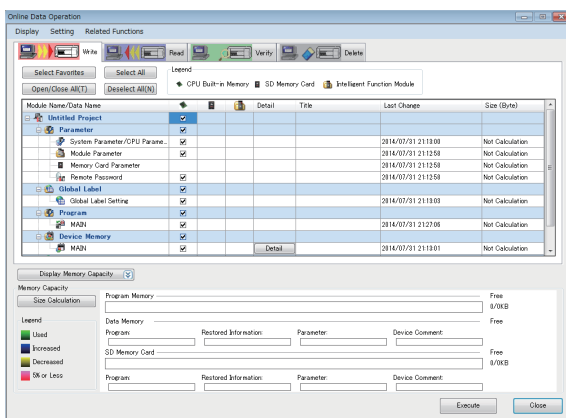 Online Data Operation
Display Setting Related Functions
Write Read Verify Delete
Select Favorites Select All Legend
CPU Built-in Memory SD Memory Card Intelligent Function Module
Open/Close All(T) Deselect All(N)
Module Name/Data Name Detail Title Last Change Size (Byte)
Untitled Project
Parameter
System Parameter/CPU Parame... 2014/07/31 21:13:00 Not Calculation
Module Parameter 2014/07/31 21:12:58 Not Calculation
Memory Card Parameter 2014/07/31 21:12:58 Not Calculation
Remote Password 2014/07/31 21:12:58 Not Calculation
Global Label
Global Label Setting 2014/07/31 21:13:03 Not Calculation
Program
MAIN 2014/07/31 21:27:06 Not Calculation
Device Memory
MAIN Detail 2014/07/31 21:13:01 Not Calculation
Display Memory Capacity
Memory Capacity
Size Calculation
Program Memory Free
0/0KB
Legend
Used
Increased
Decreased
5% or Less
Data Memory Free
Program: Restored Information: Parameter: Device Comment:
SD Memory Card Free
0/0KB
Program: Restored Information: Parameter: Device Comment:
Execute Close